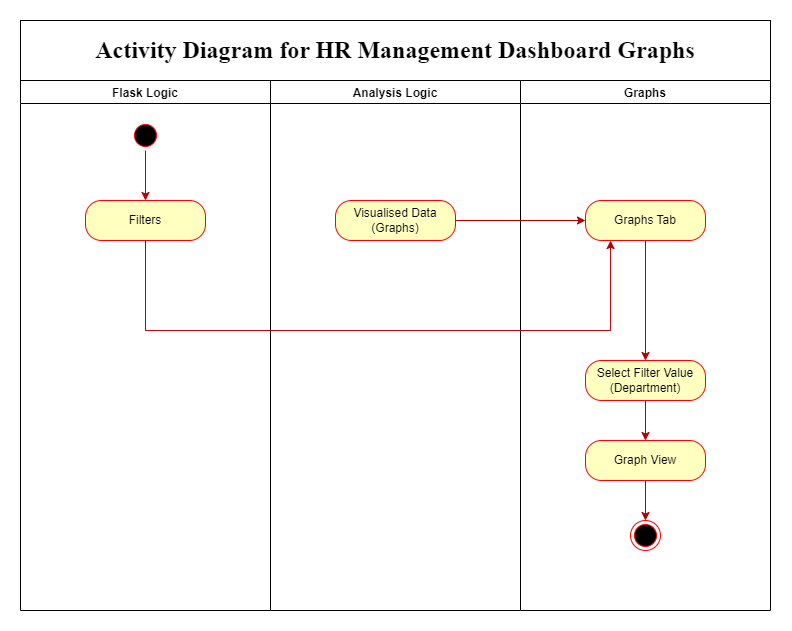 Activity Diagram for HR Management Dashboard Graphs
Flask Logic
Analysis Logic
Graphs
Filters
Visualised Data
(Graphs)
Graphs Tab
Select Filter Value
(Department)
Graph View